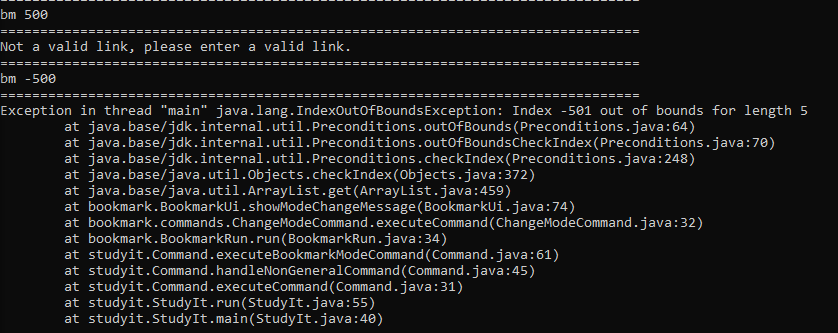 ================================================================================
bm 500
================================================================================
Not a valid link, please enter a valid link.
================================================================================
bm -500
================================================================================
Exception in thread "main" java.lang.IndexOutOfBoundsException: Index -501 out of bounds for length 5
        at java.base/jdk.internal.util.Preconditions.outOfBounds(Preconditions.java:64)
        at java.base/jdk.internal.util.Preconditions.outOfBoundsCheckIndex(Preconditions.java:70)
        at java.base/jdk.internal.util.Preconditions.checkIndex(Preconditions.java:248)
        at java.base/java.util.Objects.checkIndex(Objects.java:372)
        at java.base/java.util.ArrayList.get(ArrayList.java:459)
        at bookmark.BookmarkUi.showModeChangeMessage(BookmarkUi.java:74)
        at bookmark.commands.ChangeModeCommand.executeCommand(ChangeModeCommand.java:32)
        at bookmark.BookmarkRun.run(BookmarkRun.java:34)
        at studyit.Command.executeBookmarkModeCommand(Command.java:61)
        at studyit.Command.handleNonGeneralCommand(Command.java:45)
        at studyit.Command.executeCommand(Command.java:31)
        at studyit.StudyIt.run(StudyIt.java:55)
        at studyit.StudyIt.main(StudyIt.java:40)